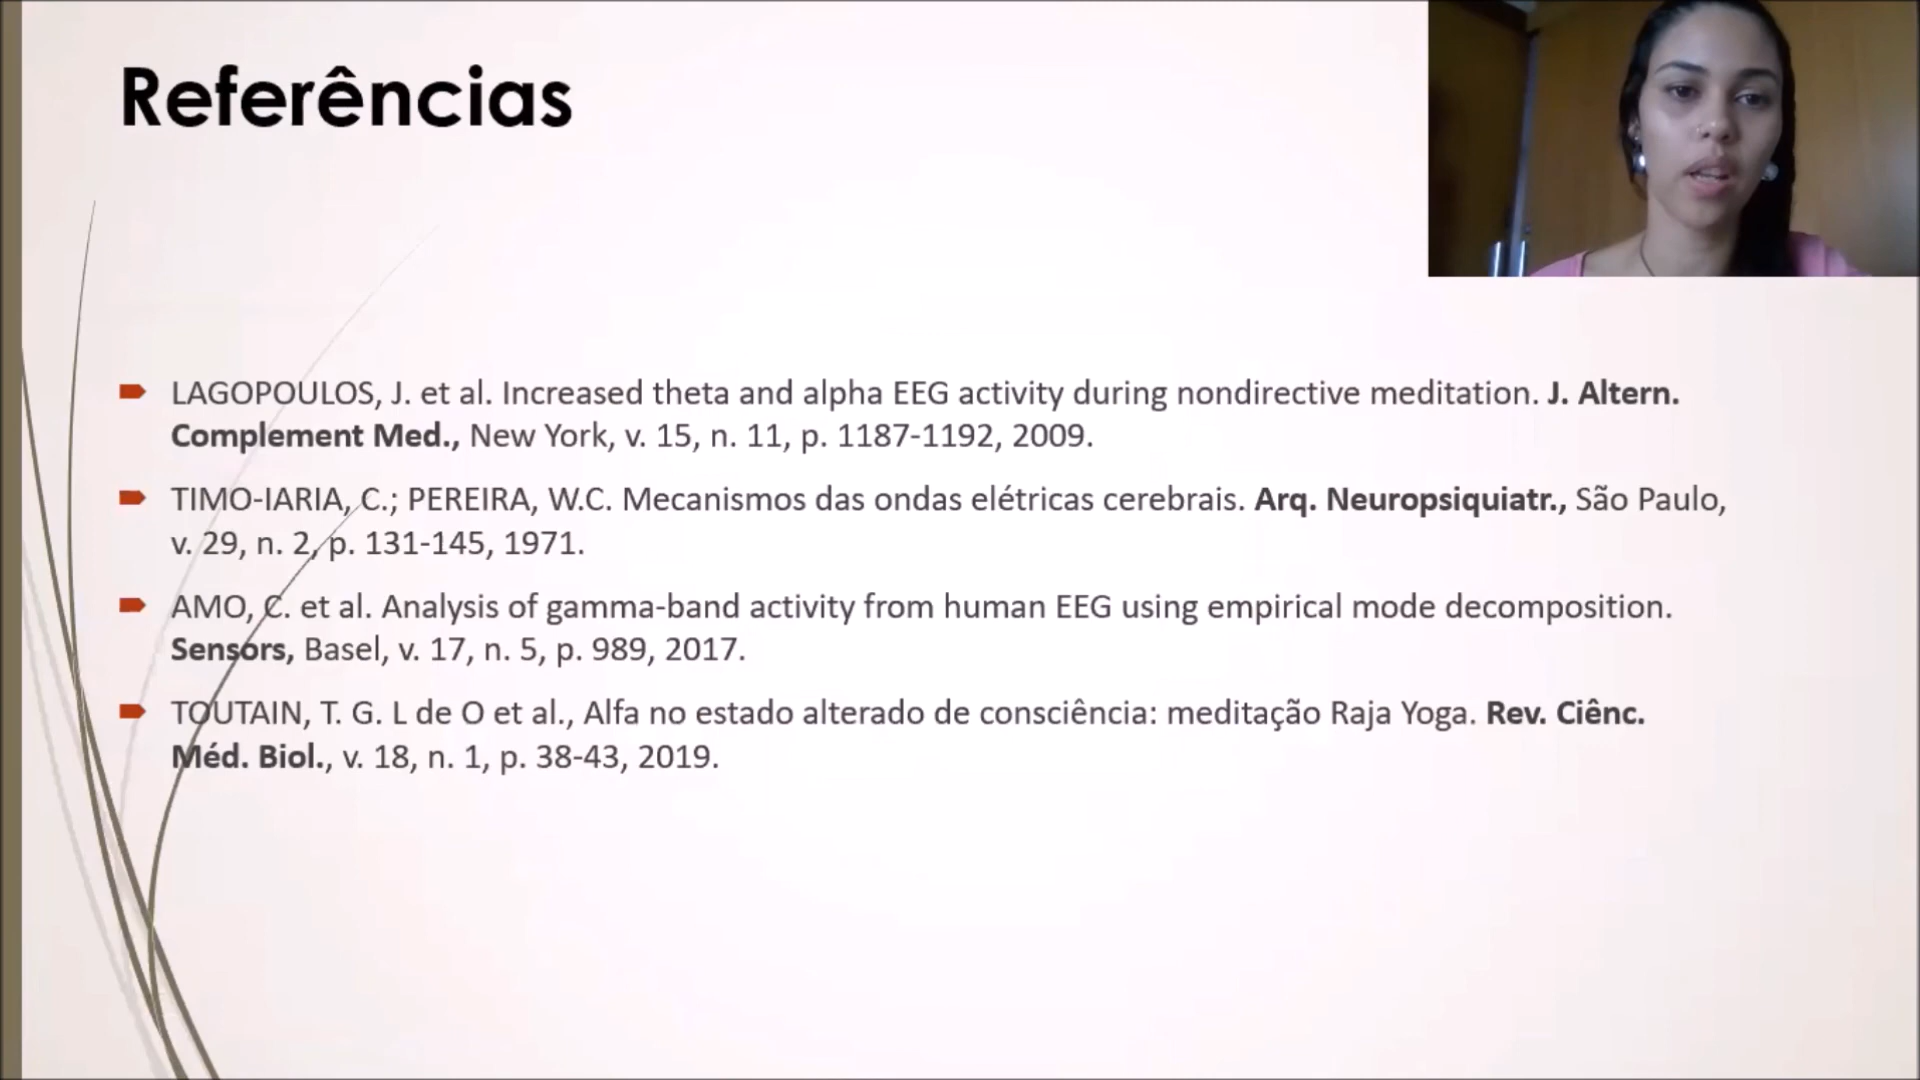 Referências
LAGOPOULOS, J. et al. Increased theta and alpha EEG activity during nondirective meditation. J. Altern.
Complement Med., New York, v. 15, n. 11, p. 1187-1192, 2009.
TIMO-IARIA, C.; PEREIRA, W.C. Mecanismos das ondas elétricas cerebrais. Arq. Neuropsiquiatr., São Paulo,
v. 29, n. 2, p. 131-145, 1971.
AMO, C. et al. Analysis of gamma-band activity from human EEG using empirical mode decomposition.
Sensors, Basel, v. 17, n. 5, p. 989, 2017.
TOUTAIN, T. G. L de O et al., Alfa no estado alterado de consciência: meditação Raja Yoga. Rev. Ciênc.
Méd. Biol., v. 18, n. 1, p. 38-43, 2019.